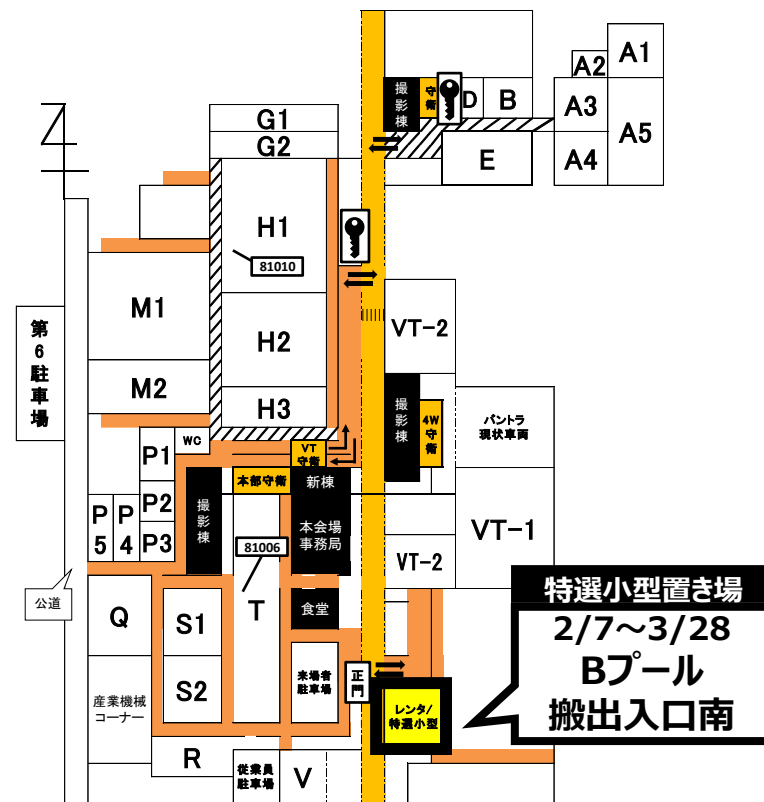 A1
A2
A3
A5
A4
撮影棟
守衛
D
B
E
G1
G2
H1
81010
H2
H3
M1
M2
第6駐車場
VT-2
撮影棟
4W
守衛
パントラ
現状車両
VT
守衛
本部守衛
新棟
WC
P1
P2
P3
P4
P5
撮影棟
本会場
事務局
81006
VT-1
VT-2
公道
Q
S1
T
食堂
S2
産業機械
コーナー
来場者
駐車場
正門
レンタ/
特選小型
R
従業員
駐車場
V
特選小型置き場
2/7～3/28
Bプール
搬出入口南